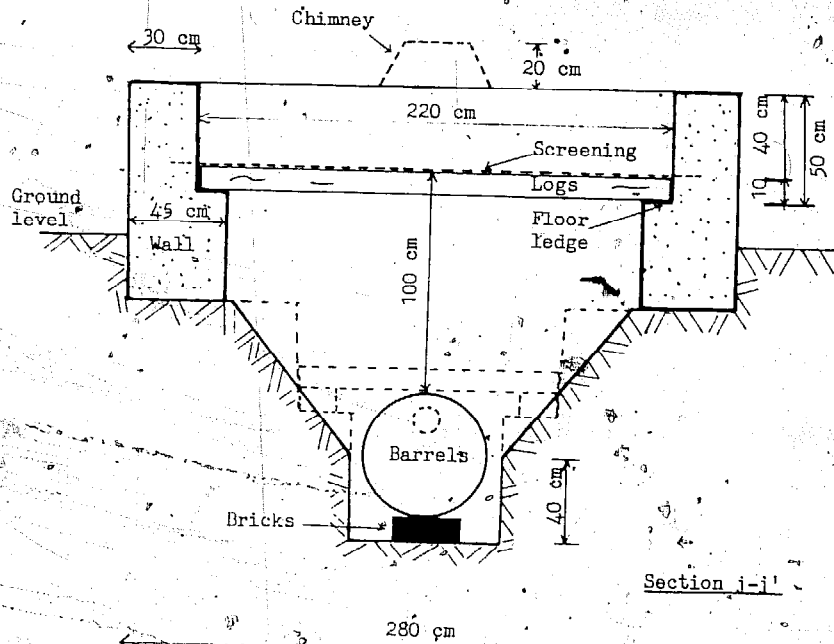 Chimney
30 cm
20 cm
220 cm
40 cm
50 cm
10
Screening
Logs
Ground
level
45 cm
Wall
Floor
ledge
100 cm
Barrels
40 cm
Bricks
Section j-j'
280 cm